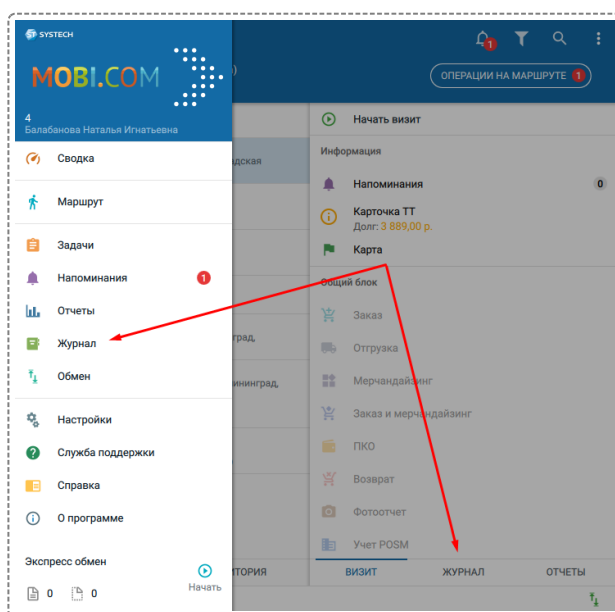 SYSTECH
MOBI.COM
4
Балабанова Наталья Игнатьевна
Сводка
Маршрут
Задачи
Напоминания 1
Отчеты
Журнал
Обмен
Настройки
Служба поддержки
Справка
О программе
Экспресс обмен
0 0
Начать
1
)
ОПЕРАЦИИ НА МАРШРУТЕ 1
адская
град,
ининград,
ИТОРИЯ
Начать визит
Информация
Напоминания 0
Карточка ТТ
Долг: 3 889,00 р.
Карта
Общий блок
Заказ
Отгрузка
Мерчандайзинг
Заказ и мерчандайзинг
ПКО
Возврат
Фотоотчет
Учет POSM
ВИЗИТ ЖУРНАЛ ОТЧЕТЫ